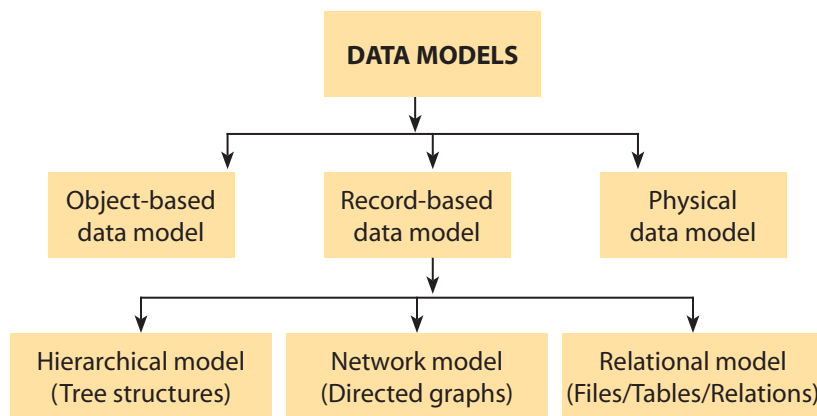 DATA MODELS
Object-based
data model
Record-based
data model
Physical
data model
Hierarchical model
(Tree structures)
Network model
(Directed graphs)
Relational model
(Files/Tables/Relations)